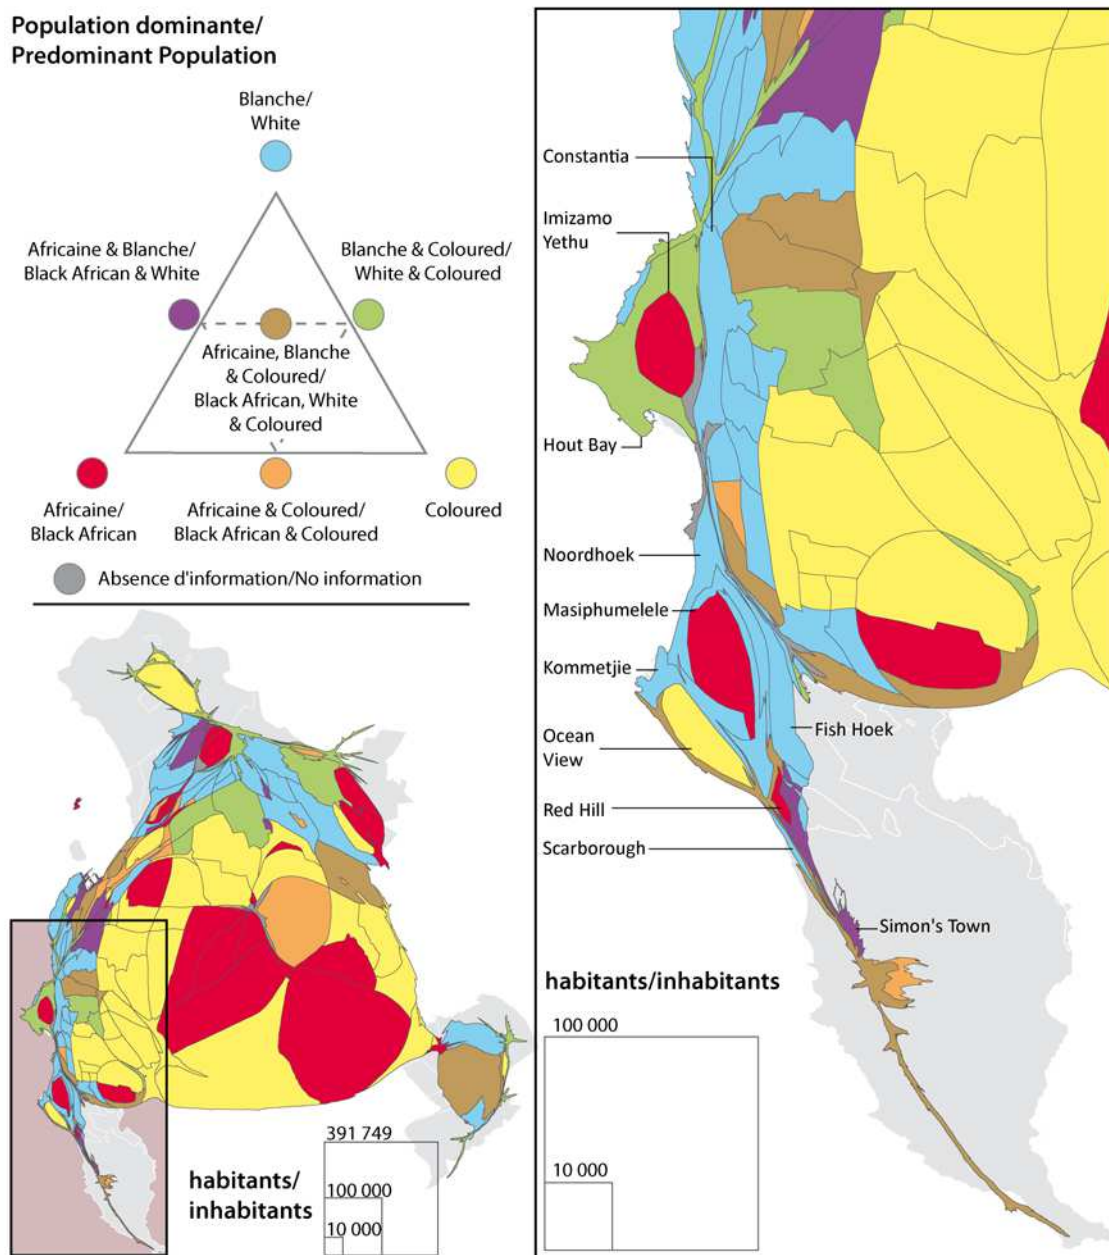 Population dominante/
Predominant Population
Blanche/
White
Africaine & Blanche/
Black African & White
Blanche & Coloured/
White & Coloured
Africaine, Blanche
& Coloured/
Black African, White
& Coloured
Africaine/
Black African
Africaine & Coloured/
Black African & Coloured
Coloured
Absence d'information/No information
habitants/
inhabitants
391 749
100 000
10 000
Constantia
Imizamo
Yethu
Hout Bay
Noordhoek
Masiphumelele
Kommetjie
Fish Hoek
Ocean
View
Red Hill
Scarborough
Simon's Town
habitants/inhabitants
100 000
10 000